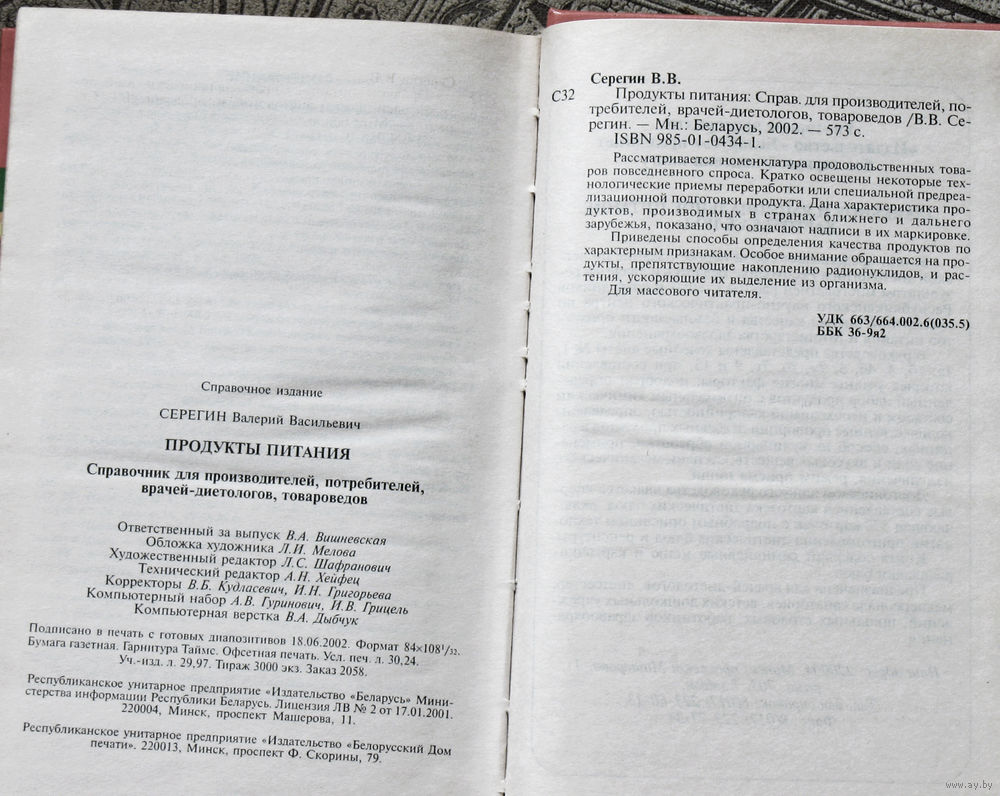 Справочное издание
СЕРЕГИН Валерий Васильевич
ПРОДУКТЫ ПИТАНИЯ
Справочник для производителей, потребителей,
врачей-диетологов, товароведов
Ответственный за выпуск В.А. Вишневская
Обложка художника Л.И. Мелова
Художественный редактор Л.С. Шафранович
Технический редактор А.Н. Хейфец
Корректоры В.Б. Кудласевич, И.Н. Григорьева
Компьютерный набор А.В. Гуринович, И.В. Грицель
Компьютерная верстка В.А. Дыбчук
Подписано в печать с готовых диапозитивов 18.06.2002. Формат 84×108¹/₃₂.
Бумага газетная. Гарнитура Таймс. Офсетная печать. Усл. печ. л. 30,24.
Уч.-изд. л. 29,97. Тираж 3000 экз. Заказ 2058.
Республиканское унитарное предприятие «Издательство «Беларусь» Мини-
стерства информации Республики Беларусь. Лицензия ЛВ № 2 от 17.01.2001.
220004, Минск, проспект Машерова, 11.
Республиканское унитарное предприятие «Издательство «Белорусский Дом
печати». 220013, Минск, проспект Ф. Скорины, 79.
Серегин В.В.
С32 Продукты питания: Справ. для производителей, по-
требителей, врачей-диетологов, товароведов /В.В. Се-
регин. — Мн.: Беларусь, 2002. — 573 с.
ISBN 985-01-0434-1.
Рассматривается номенклатура продовольственных това-
ров повседневного спроса. Кратко освещены некоторые тех-
нологические приемы переработки или специальной предреа-
лизационной подготовки продукта. Дана характеристика про-
дуктов, производимых в странах ближнего и дальнего
зарубежья, показано, что означают надписи в их маркировке.
Приведены способы определения качества продуктов по
характерным признакам. Особое внимание обращается на про-
дукты, препятствующие накоплению радионуклидов, и рас-
тения, ускоряющие их выделение из организма.
Для массового читателя.
УДК 663/664.002.6(035.5)
ББК 36-9я2
www.ay.by